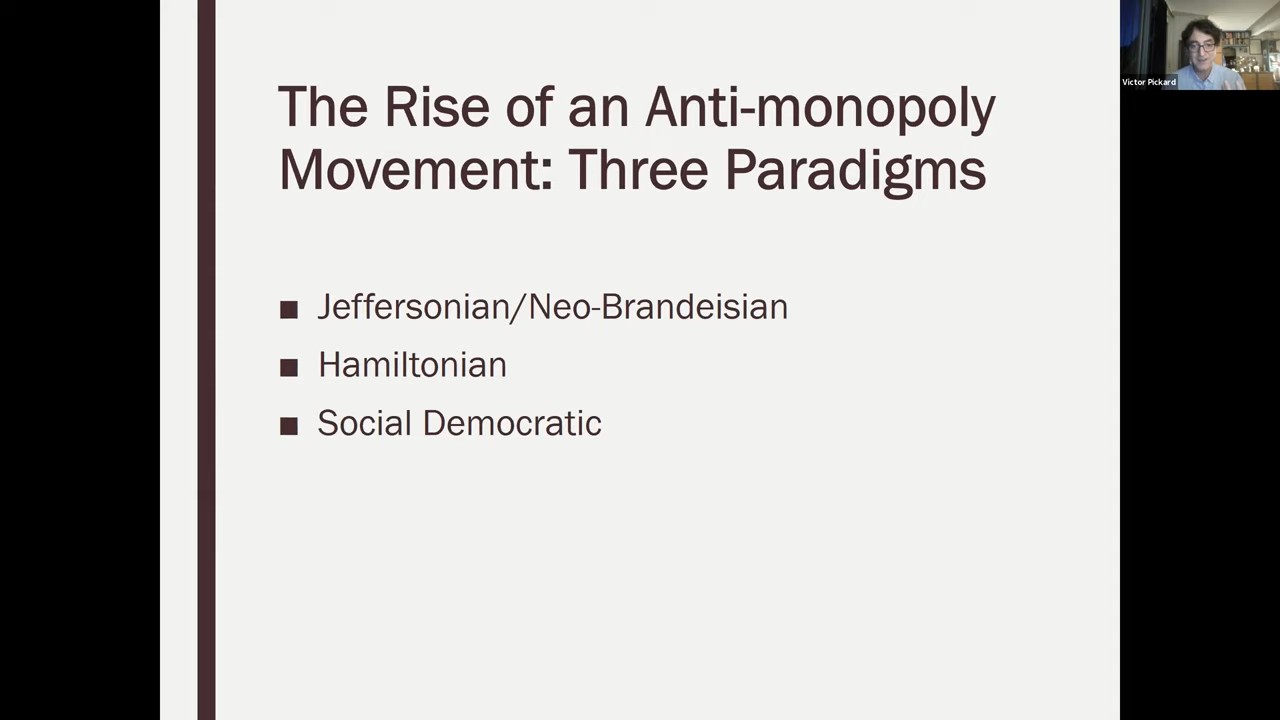 The Rise of an Anti-monopoly
Movement: Three Paradigms
■ Jeffersonian/Neo-Brandeisian
■ Hamiltonian
■ Social Democratic
Victor Pickard